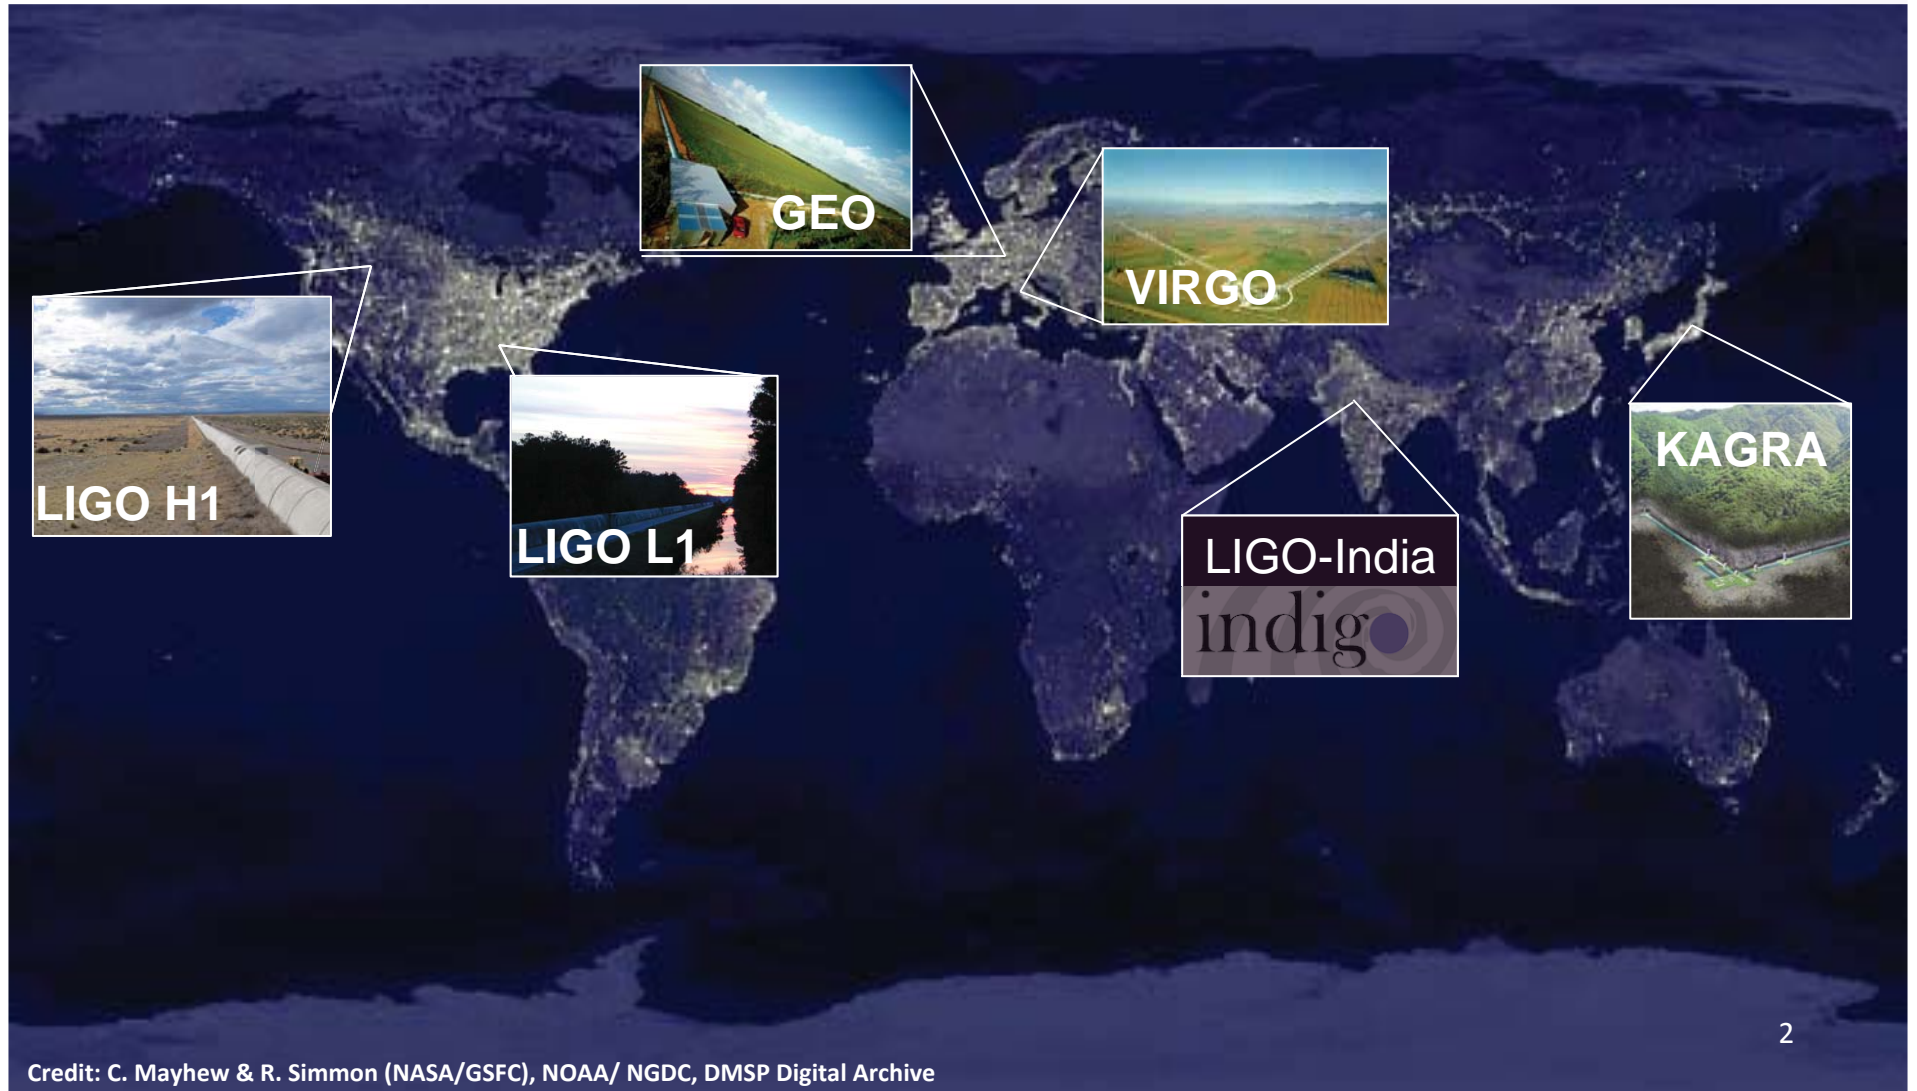 GEO
VIRGO
LIGO H1
LIGO L1
KAGRA
LIGO-India
indigo
2
Credit: C. Mayhew & R. Simmon (NASA/GSFC), NOAA/ NGDC, DMSP Digital Archive